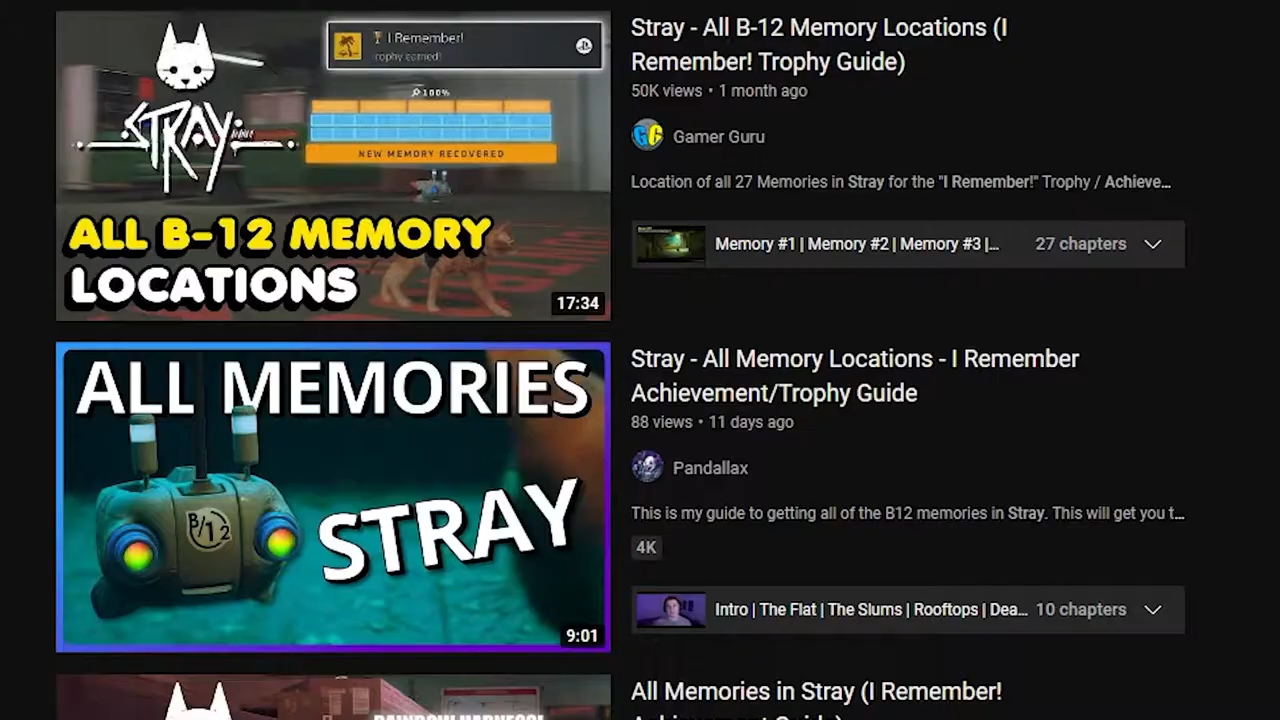 I Remember!
rophy earned!
100%
STRAY
NEW MEMORY RECOVERED
ALL B-12 MEMORY
LOCATIONS
17:34
Stray - All B-12 Memory Locations (I
Remember! Trophy Guide)
50K views • 1 month ago
GG
Gamer Guru
Location of all 27 Memories in Stray for the "I Remember!" Trophy / Achieve...
Memory #1 | Memory #2 | Memory #3 |...
27 chapters
ALL MEMORIES
B/12
STRAY
9:01
Stray - All Memory Locations - I Remember
Achievement/Trophy Guide
88 views • 11 days ago
Pandallax
This is my guide to getting all of the B12 memories in Stray. This will get you t...
4K
Intro | The Flat | The Slums | Rooftops | Dea...
10 chapters
All Memories in Stray (I Remember!